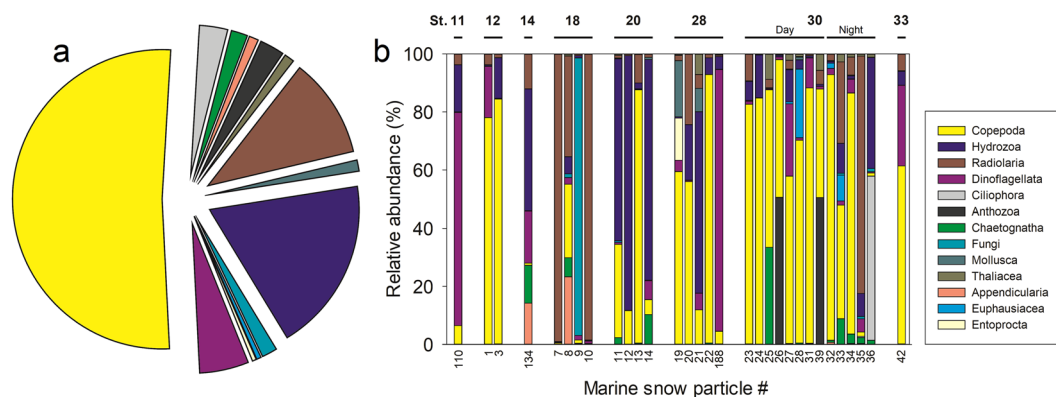 a
b
St. 11 12 14 18 20 28 30 33
Day Night
Relative abundance (%)
100
80
60
40
20
0
110 1 3 134 7 8 9 10 11 12 13 14 19 20 21 22 188 23 24 25 26 27 28 31 39 32 33 34 35 36 42
Marine snow particle #
Copepoda
Hydrozoa
Radiolaria
Dinoflagellata
Ciliophora
Anthozoa
Chaetognatha
Fungi
Mollusca
Thaliacea
Appendicularia
Euphausiacea
Entoprocta